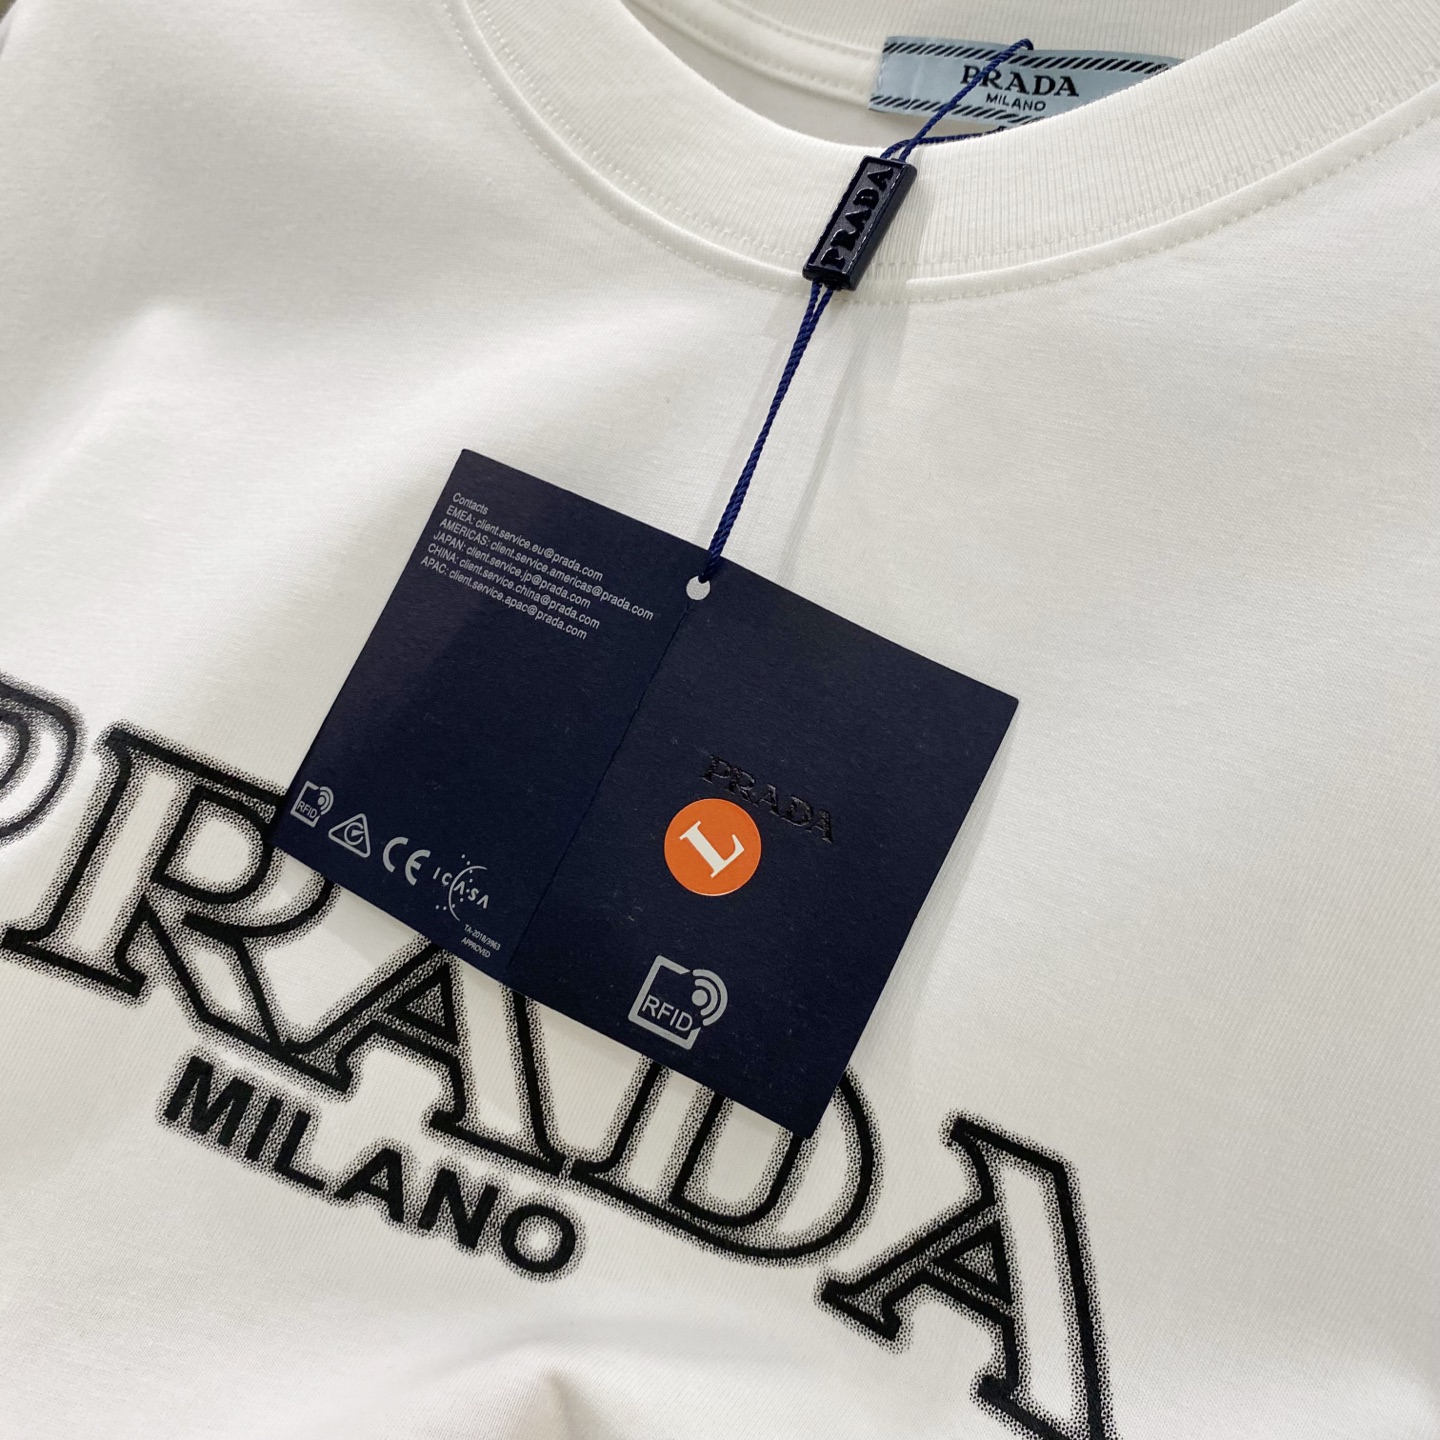 PRADA
MILANO
PRADA
Contacts
EMEA: client.service.eu@prada.com
AMERICAS: client.service.americas@prada.com
JAPAN: client.service.jp@prada.com
CHINA: client.service.china@prada.com
APAC: client.service.apac@prada.com
PRADA
L
RFID
CE
ICASA
TA-2018/3963
APPROVED
RFID
PRADA
MILANO